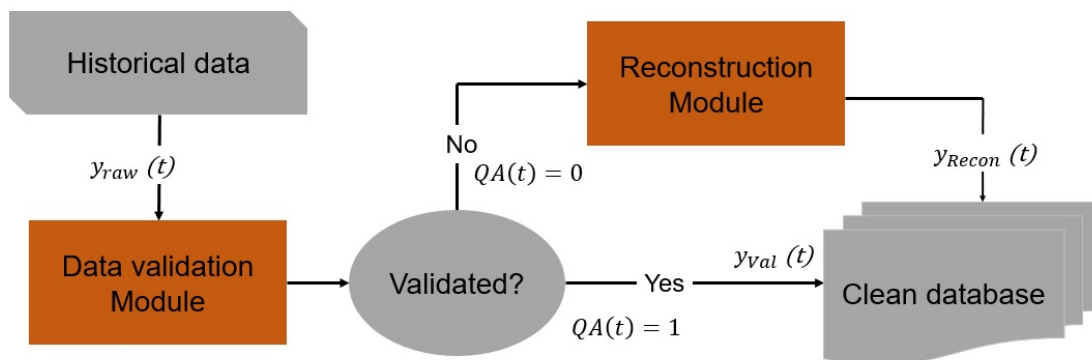 Historical data
y_raw (t)
Data validation
Module
Validated?
No
QA(t) = 0
Reconstruction
Module
y_Recon (t)
Yes
QA(t) = 1
y_Val (t)
Clean database